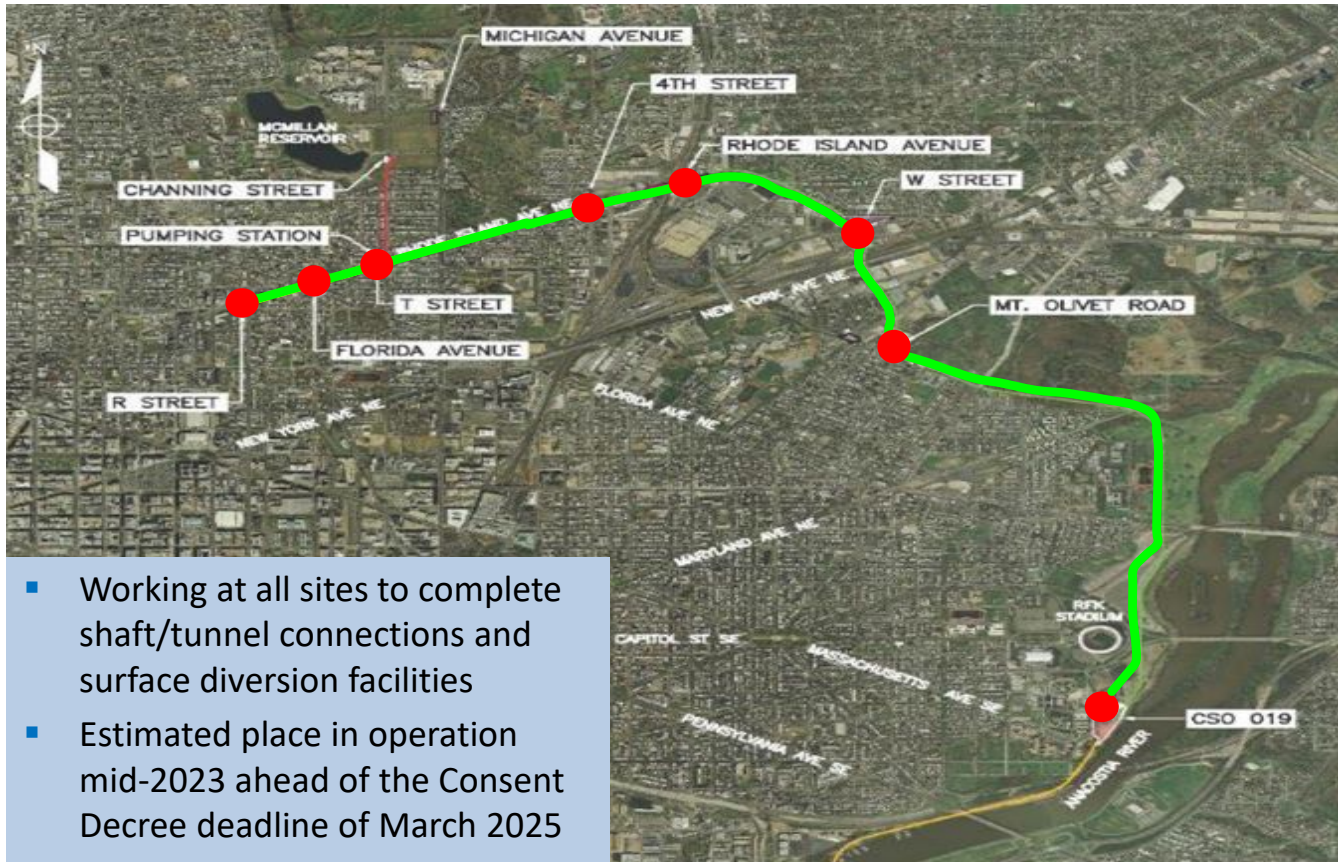 MICHIGAN AVENUE
N
4TH STREET
MCMILLAN
RESERVOIR
RHODE ISLAND AVENUE
CHANNING STREET
W STREET
PUMPING STATION
RHODE ISLAND AVE NE
T STREET
NEW YORK AVE NE
MT. OLIVET ROAD
FLORIDA AVENUE
R STREET
FLORIDA AVE NE
NEW YORK AVE NE
MARYLAND AVE NE
RFK
STADIUM
CAPITOL ST SE
MASSACHUSETTS AVE SE
CSO 019
PENNSYLVANIA AVE SE
ANACOSTIA RIVER
▪ Working at all sites to complete
shaft/tunnel connections and
surface diversion facilities
▪ Estimated place in operation
mid-2023 ahead of the Consent
Decree deadline of March 2025